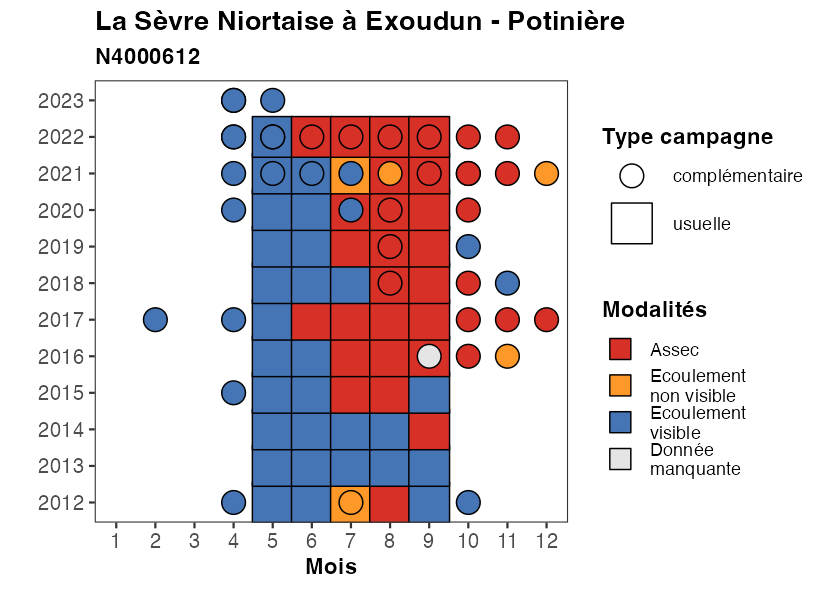 La Sèvre Niortaise à Exoudun - Potinière
N4000612
2023
2022
2021
2020
2019
2018
2017
2016
2015
2014
2013
2012
1 2 3 4 5 6 7 8 9 10 11 12
Mois
Type campagne
complémentaire
usuelle
Modalités
Assec
Ecoulement
non visible
Ecoulement
visible
Donnée
manquante